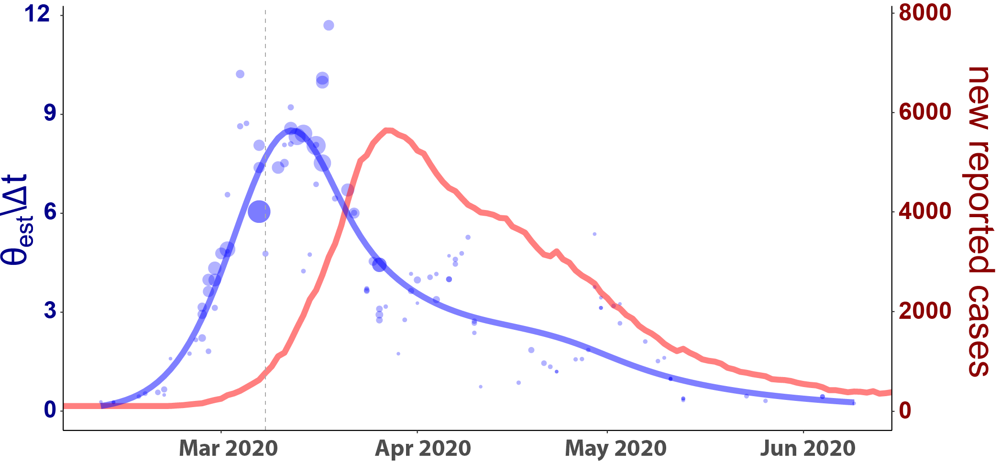 12
9
6
3
0
θest\Δt
8000
6000
4000
2000
0
new reported cases
Mar 2020
Apr 2020
May 2020
Jun 2020